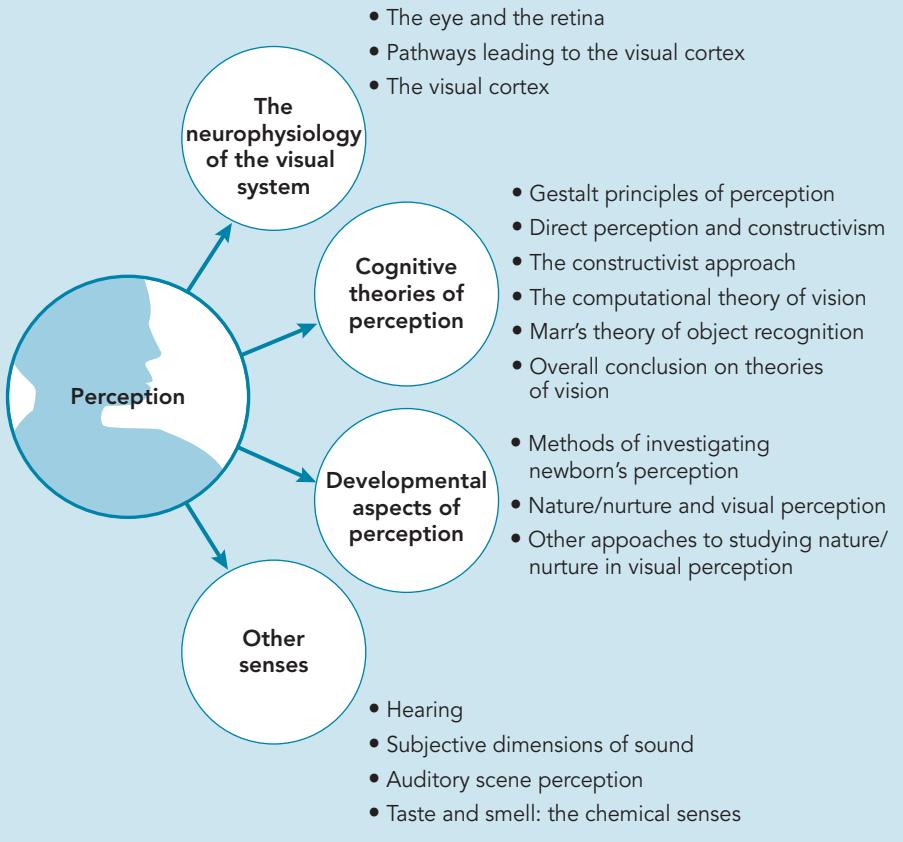 • The eye and the retina
• Pathways leading to the visual cortex
• The visual cortex
The
neurophysiology
of the visual
system
• Gestalt principles of perception
• Direct perception and constructivism
• The constructivist approach
• The computational theory of vision
• Marr’s theory of object recognition
• Overall conclusion on theories
of vision
Cognitive
theories of
perception
Perception
• Methods of investigating
newborn’s perception
• Nature/nurture and visual perception
• Other appoaches to studying nature/
nurture in visual perception
Developmental
aspects of
perception
Other
senses
• Hearing
• Subjective dimensions of sound
• Auditory scene perception
• Taste and smell: the chemical senses